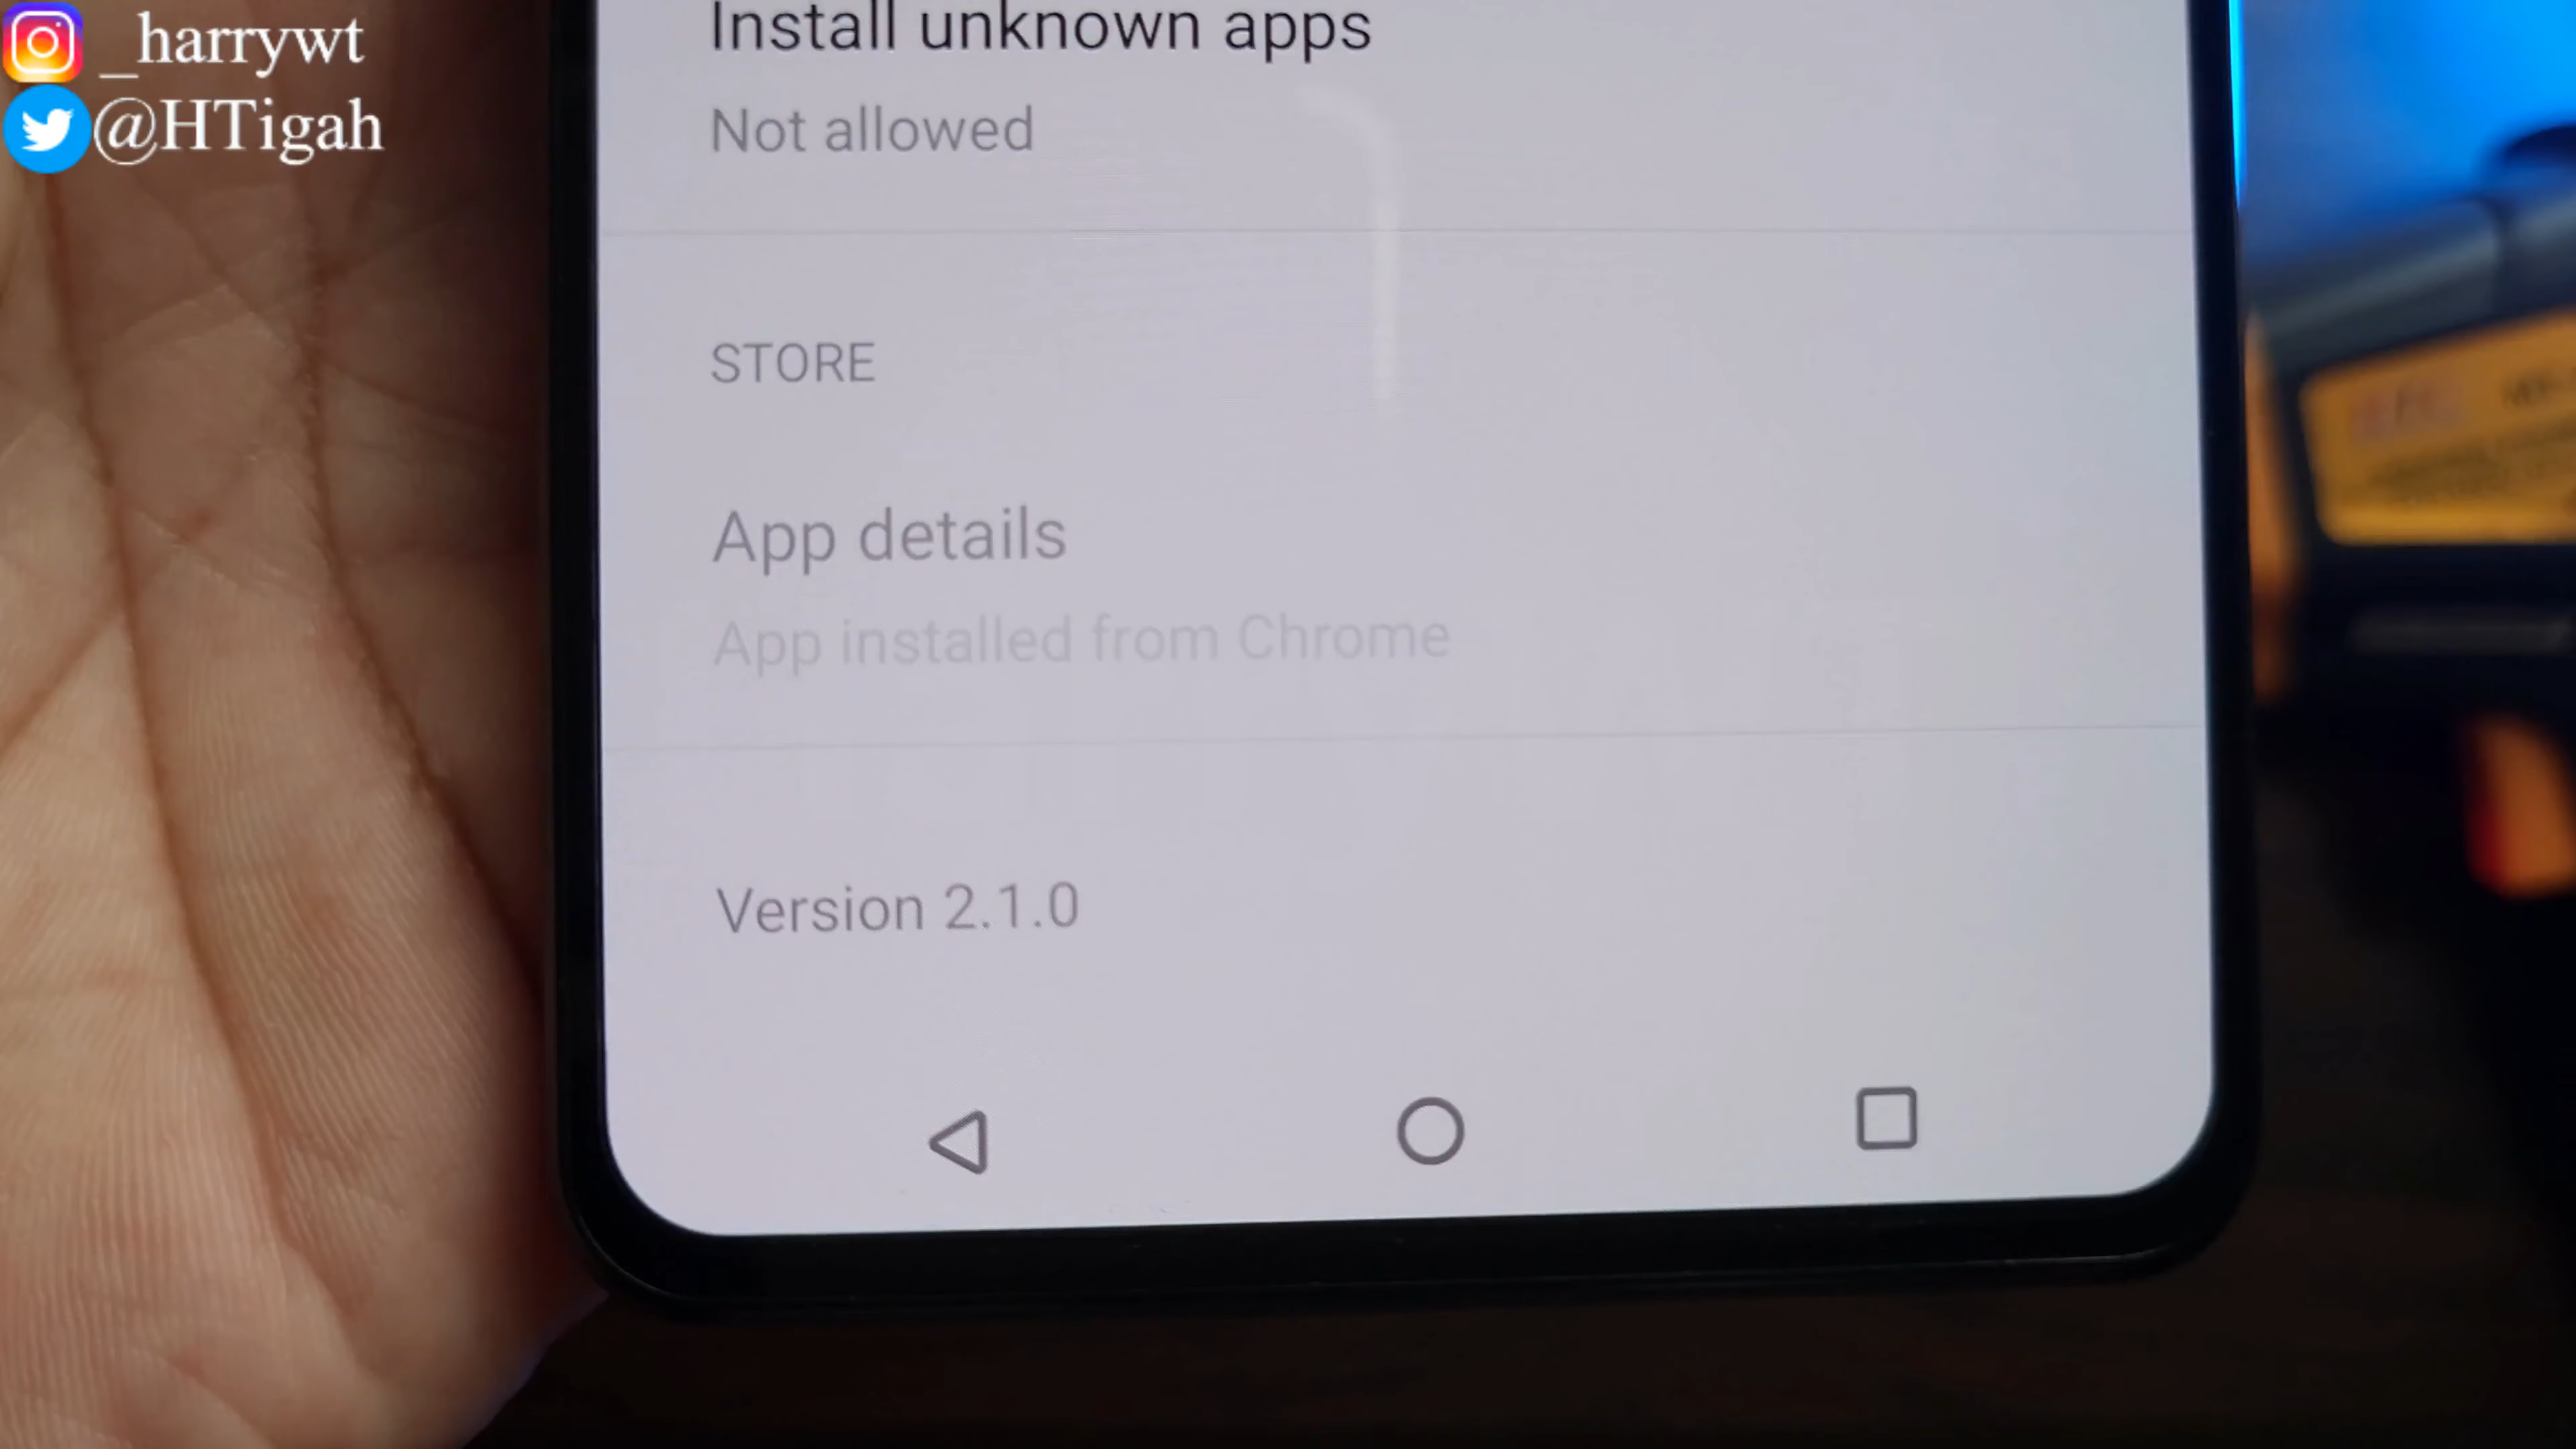 _harrywt
@HTigah
Install unknown apps
Not allowed
STORE
App details
App installed from Chrome
Version 2.1.0